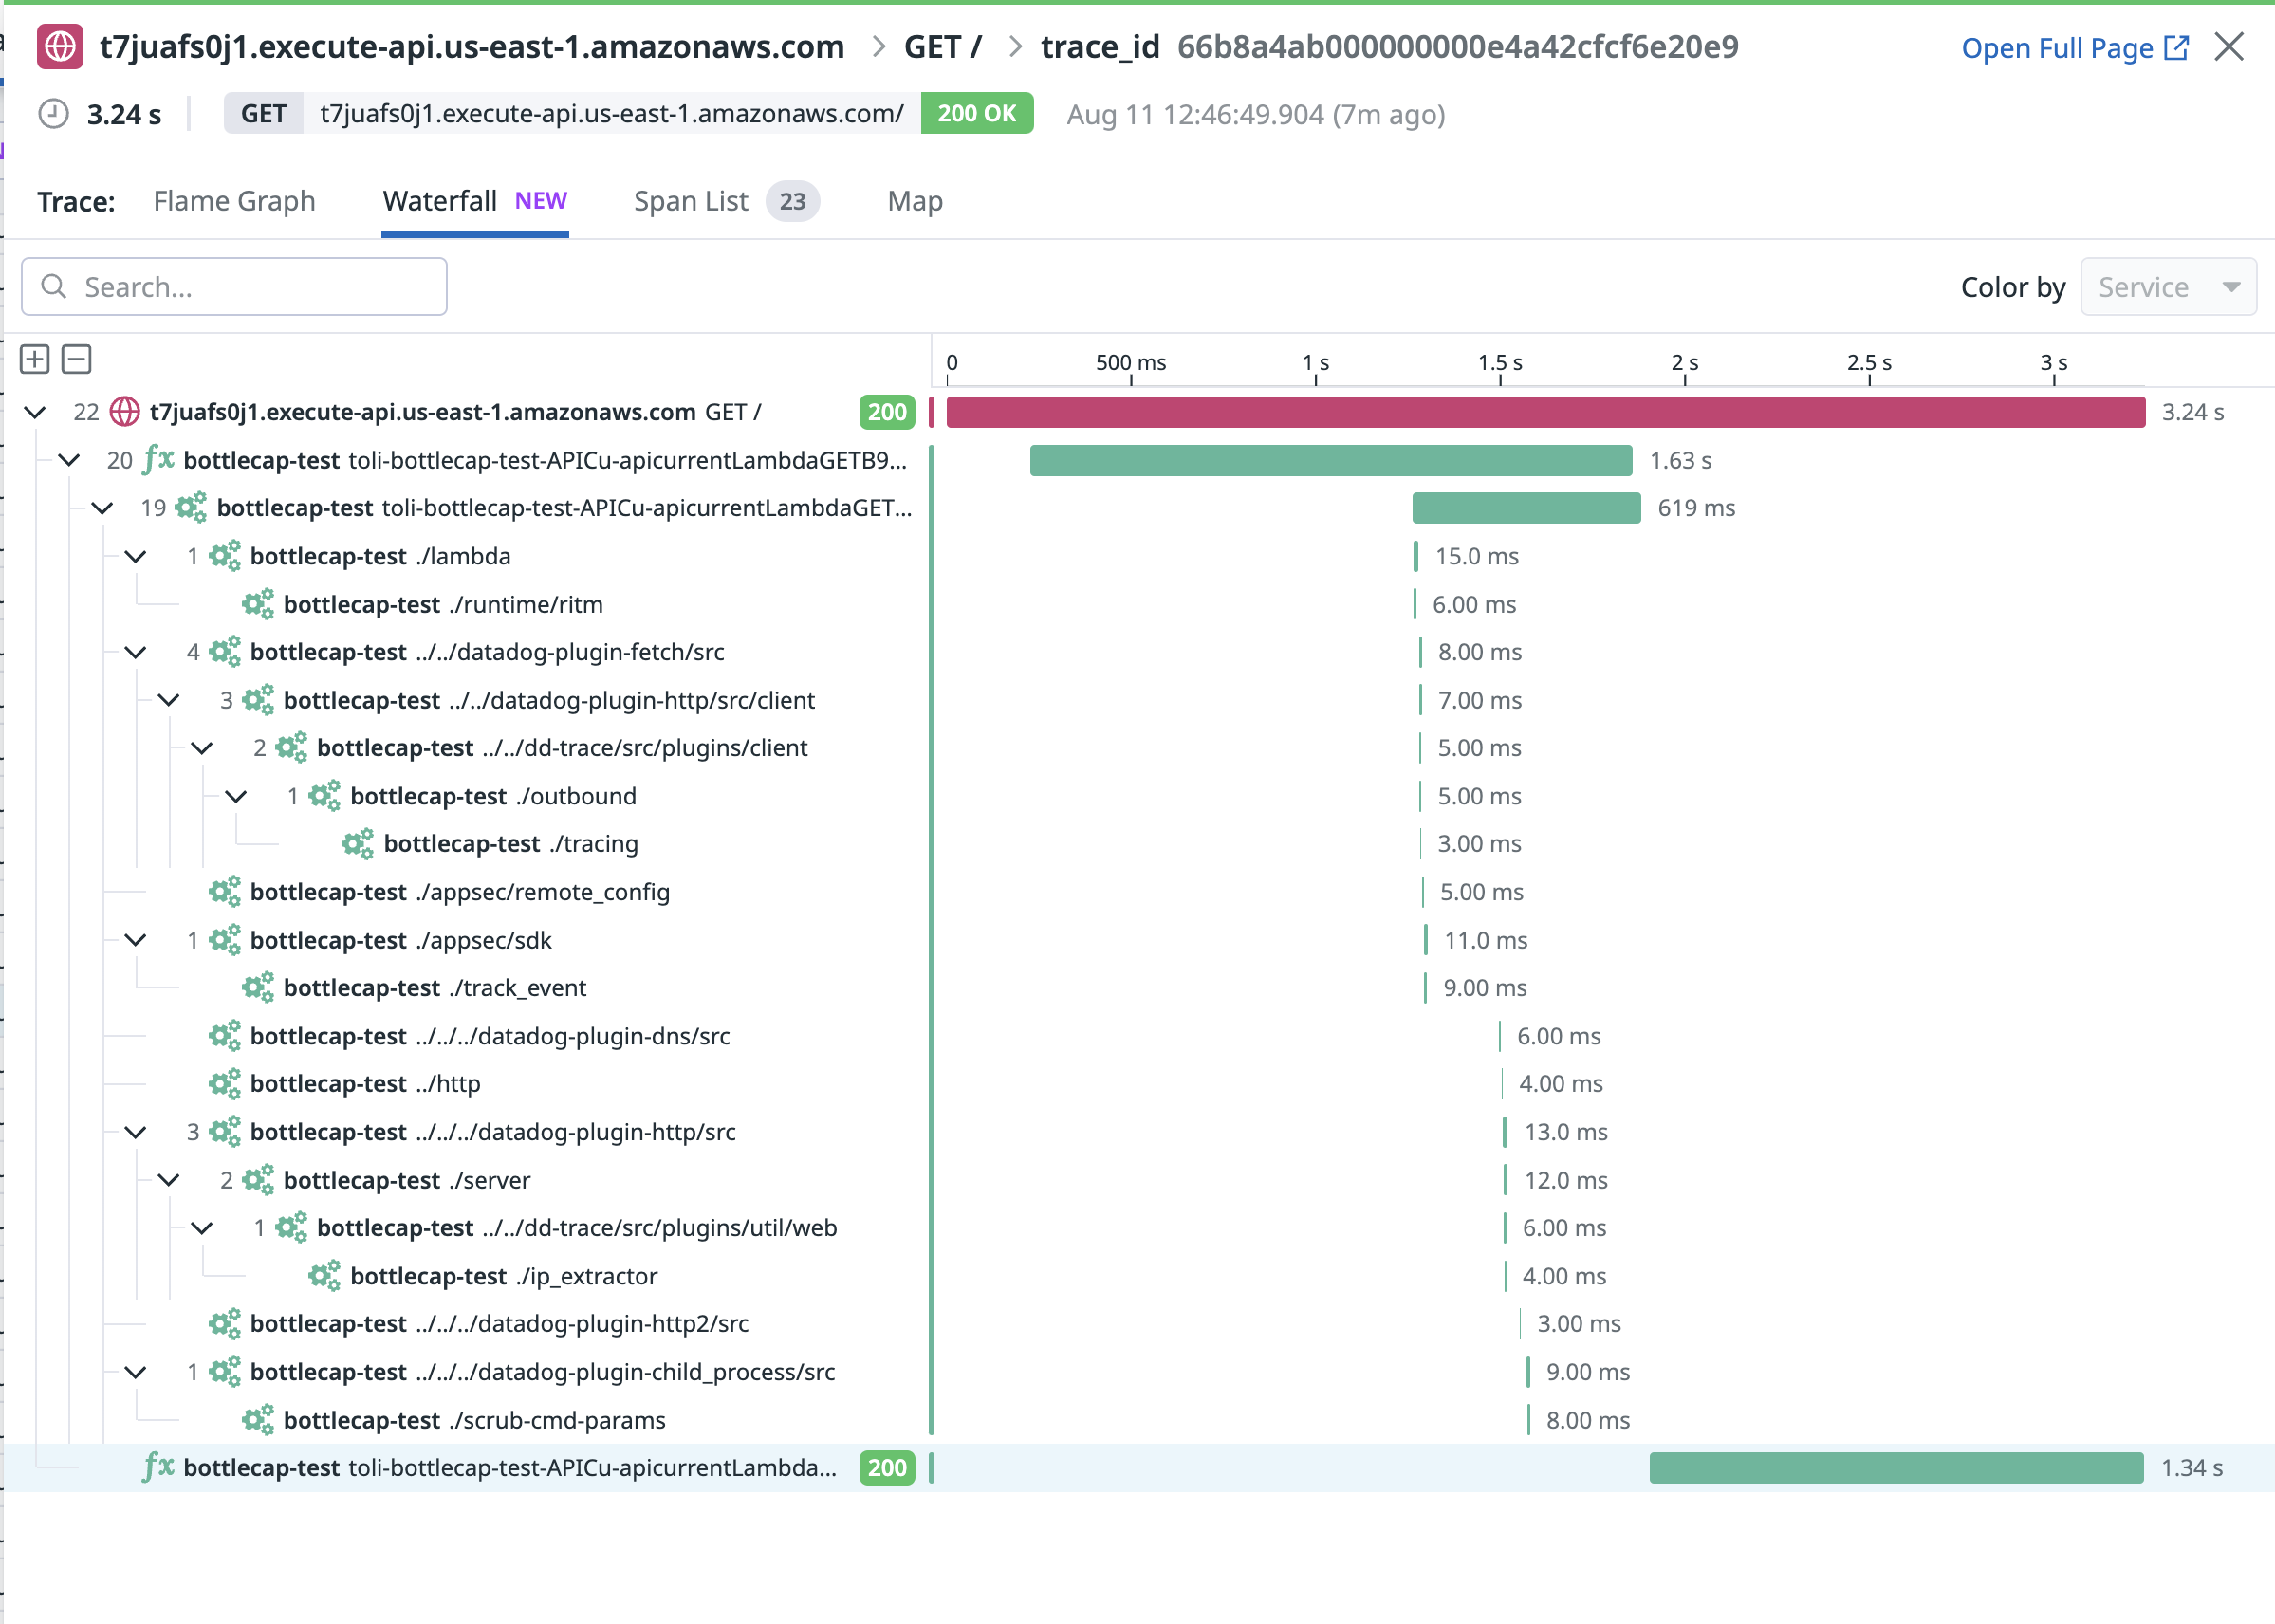 t7juafs0j1.execute-api.us-east-1.amazonaws.com > GET / > trace_id 66b8a4ab000000000e4a42cfcf6e20e9 Open Full Page
3.24 s GET t7juafs0j1.execute-api.us-east-1.amazonaws.com/ 200 OK Aug 11 12:46:49.904 (7m ago)
Trace: Flame Graph Waterfall NEW Span List 23 Map
Search... Color by Service
0 500 ms 1 s 1.5 s 2 s 2.5 s 3 s
22 t7juafs0j1.execute-api.us-east-1.amazonaws.com GET / 200 3.24 s
20 bottlecap-test toli-bottlecap-test-APICu-apicurrentLambdaGETB9... 1.63 s
19 bottlecap-test toli-bottlecap-test-APICu-apicurrentLambdaGET... 619 ms
1 bottlecap-test ./lambda 15.0 ms
bottlecap-test ./runtime/ritm 6.00 ms
4 bottlecap-test ../../datadog-plugin-fetch/src 8.00 ms
3 bottlecap-test ../../datadog-plugin-http/src/client 7.00 ms
2 bottlecap-test ../../dd-trace/src/plugins/client 5.00 ms
1 bottlecap-test ./outbound 5.00 ms
bottlecap-test ./tracing 3.00 ms
bottlecap-test ./appsec/remote_config 5.00 ms
1 bottlecap-test ./appsec/sdk 11.0 ms
bottlecap-test ./track_event 9.00 ms
bottlecap-test ../../../datadog-plugin-dns/src 6.00 ms
bottlecap-test ../http 4.00 ms
3 bottlecap-test ../../../datadog-plugin-http/src 13.0 ms
2 bottlecap-test ./server 12.0 ms
1 bottlecap-test ../../dd-trace/src/plugins/util/web 6.00 ms
bottlecap-test ./ip_extractor 4.00 ms
bottlecap-test ../../../datadog-plugin-http2/src 3.00 ms
1 bottlecap-test ../../../datadog-plugin-child_process/src 9.00 ms
bottlecap-test ./scrub-cmd-params 8.00 ms
bottlecap-test toli-bottlecap-test-APICu-apicurrentLambda... 200 1.34 s